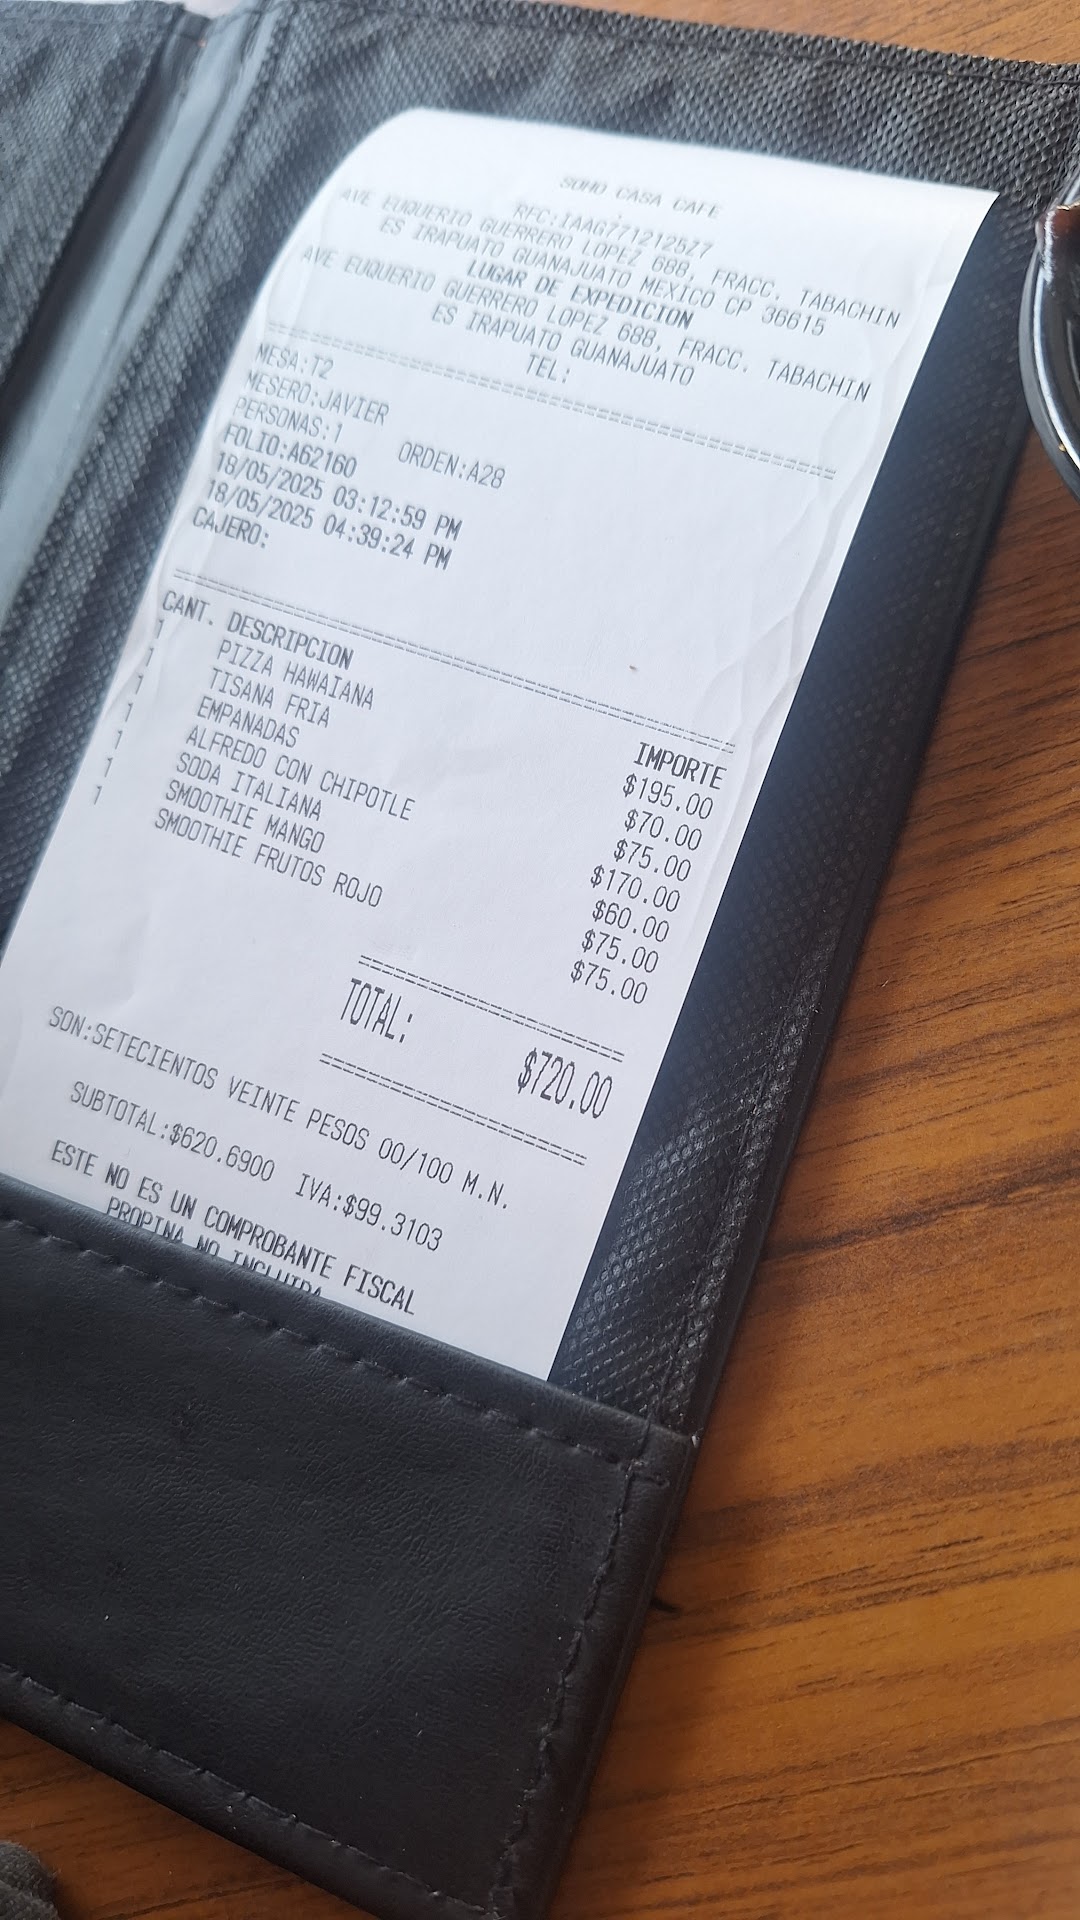 SOHO CASA CAFE
RFC:IAAG7712125Z7
AVE EUQUERIO GUERRERO LOPEZ 688, FRACC. TABACHIN
ES IRAPUATO GUANAJUATO MEXICO CP 36615
LUGAR DE EXPEDICION
AVE EUQUERIO GUERRERO LOPEZ 688, FRACC. TABACHIN
ES IRAPUATO GUANAJUATO
TEL:
MESA:T2
MESERO:JAVIER
PERSONAS:1 ORDEN:A28
FOLIO:A62160
18/05/2025 03:12:59 PM
18/05/2025 04:39:24 PM
CAJERO:
CANT. DESCRIPCION IMPORTE
1 PIZZA HAWAIANA $195.00
1 TISANA FRIA $70.00
1 EMPANADAS $75.00
1 ALFREDO CON CHIPOTLE $170.00
1 SODA ITALIANA $60.00
1 SMOOTHIE MANGO $75.00
1 SMOOTHIE FRUTOS ROJO $75.00
TOTAL: $720.00
SON:SETECIENTOS VEINTE PESOS 00/100 M.N.
SUBTOTAL:$620.6900 IVA:$99.3103
ESTE NO ES UN COMPROBANTE FISCAL
PROPINA NO INCLUIDA